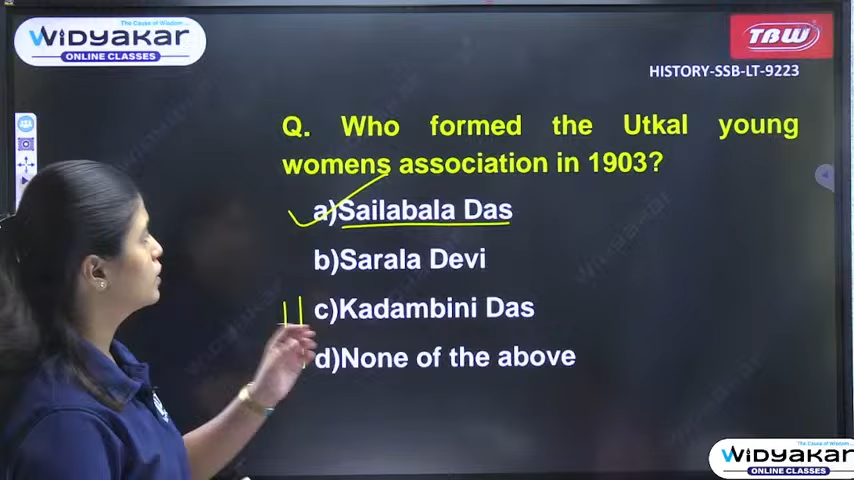 The Cause of Wisdom...
WIDYAKAR
ONLINE CLASSES
TBW
HISTORY-SSB-LT-9223
Q. Who formed the Utkal young
womens association in 1903?
a)Sailabala Das
b)Sarala Devi
c)Kadambini Das
d)None of the above
The Cause of Wisdom...
WIDYAKAR
ONLINE CLASSES